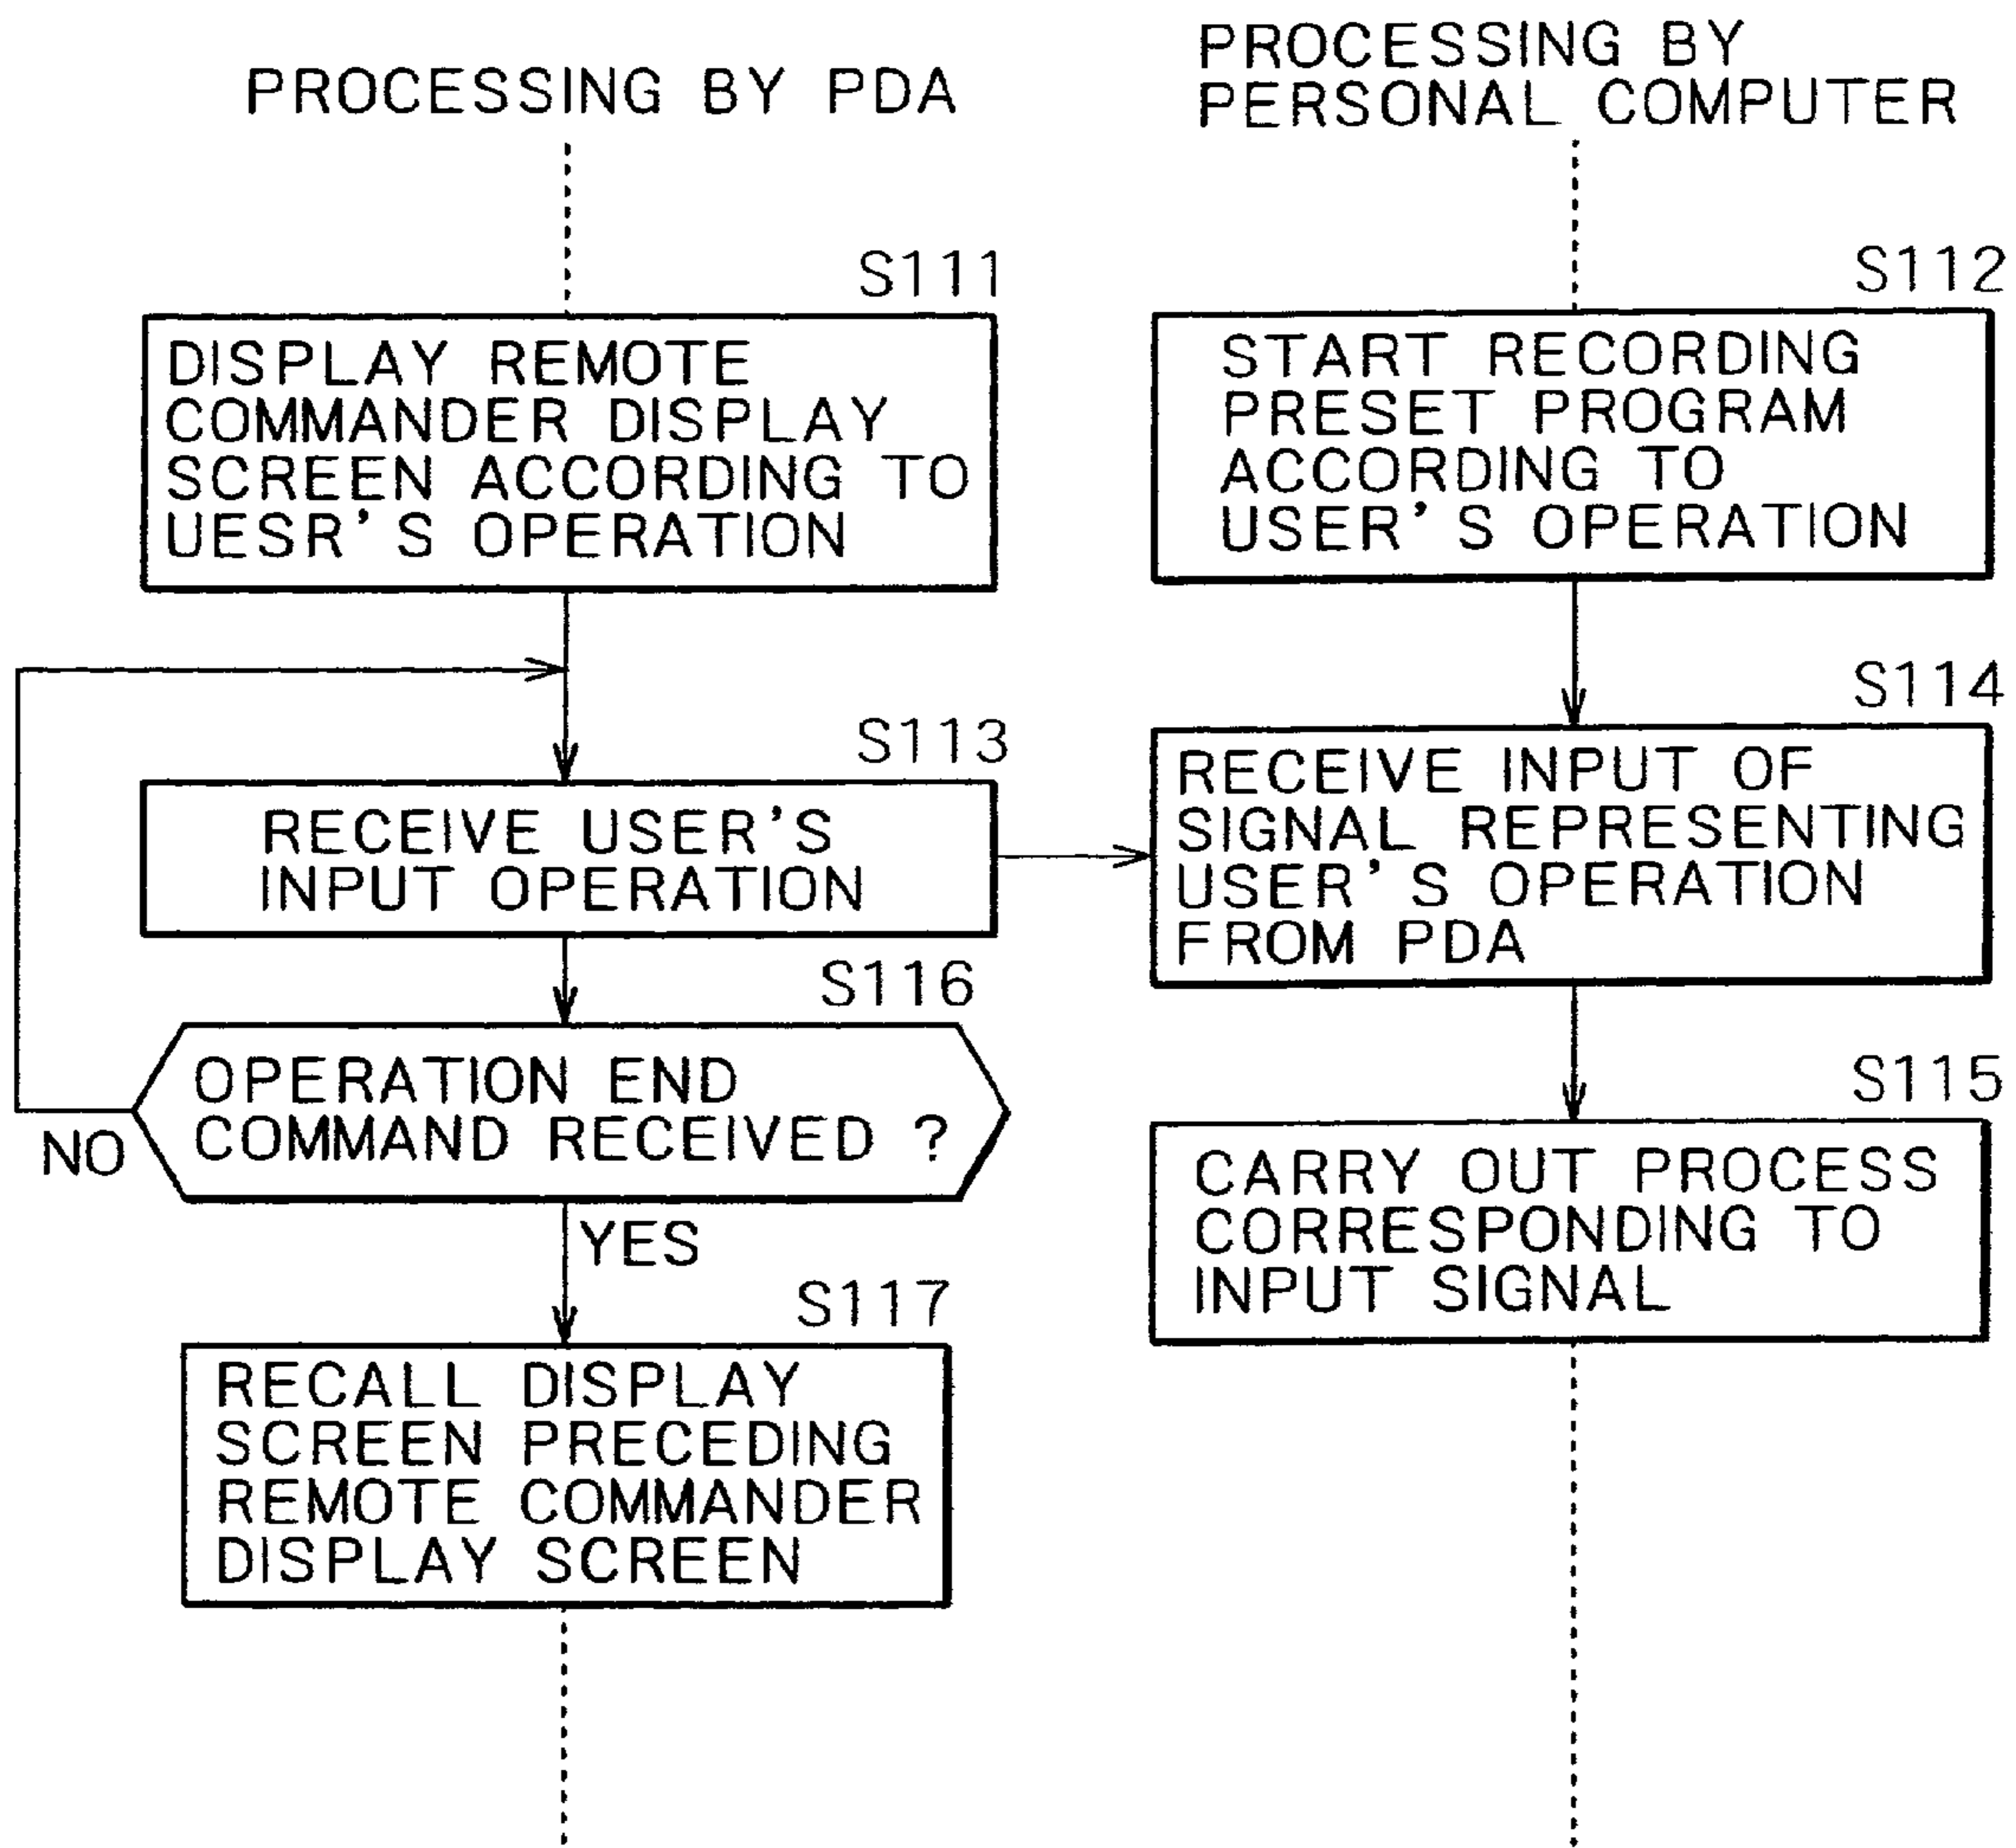 PROCESSING BY PDA
PROCESSING BY
PERSONAL COMPUTER
S111
DISPLAY REMOTE
COMMANDER DISPLAY
SCREEN ACCORDING TO
UESR'S OPERATION
S112
START RECORDING
PRESET PROGRAM
ACCORDING TO
USER'S OPERATION
S113
RECEIVE USER'S
INPUT OPERATION
S114
RECEIVE INPUT OF
SIGNAL REPRESENTING
USER'S OPERATION
FROM PDA
S116
OPERATION END
COMMAND RECEIVED ?
NO
YES
S115
CARRY OUT PROCESS
CORRESPONDING TO
INPUT SIGNAL
S117
RECALL DISPLAY
SCREEN PRECEDING
REMOTE COMMANDER
DISPLAY SCREEN